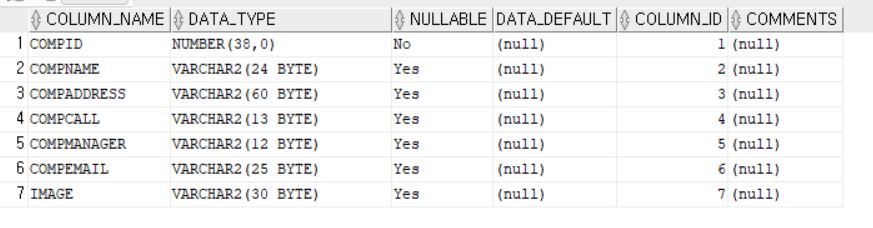 COLUMN_NAME DATA_TYPE NULLABLE DATA_DEFAULT COLUMN_ID COMMENTS
1 COMPID NUMBER(38,0) No (null) 1 (null)
2 COMPNAME VARCHAR2(24 BYTE) Yes (null) 2 (null)
3 COMPADDRESS VARCHAR2(60 BYTE) Yes (null) 3 (null)
4 COMPCALL VARCHAR2(13 BYTE) Yes (null) 4 (null)
5 COMPMANAGER VARCHAR2(12 BYTE) Yes (null) 5 (null)
6 COMPEMAIL VARCHAR2(25 BYTE) Yes (null) 6 (null)
7 IMAGE VARCHAR2(30 BYTE) Yes (null) 7 (null)